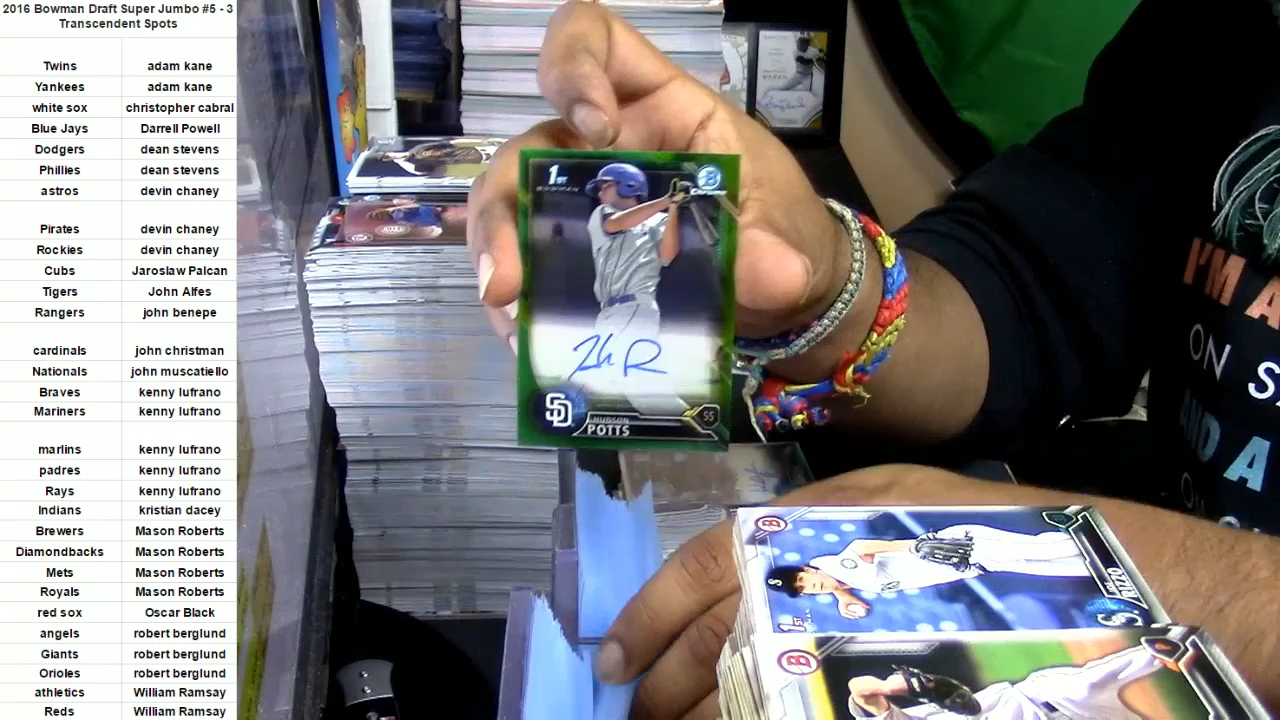 2016 Bowman Draft Super Jumbo #5 - 3
Transcendent Spots
Twins adam kane
Yankees adam kane
white sox christopher cabral
Blue Jays Darrell Powell
Dodgers dean stevens
Phillies dean stevens
astros devin chaney
Pirates devin chaney
Rockies devin chaney
Cubs Jaroslaw Palcan
Tigers John Alfes
Rangers john benepe
cardinals john christman
Nationals john muscatiello
Braves kenny lufrano
Mariners kenny lufrano
marlins kenny lufrano
padres kenny lufrano
Rays kenny lufrano
Indians kristian dacey
Brewers Mason Roberts
Diamondbacks Mason Roberts
Mets Mason Roberts
Royals Mason Roberts
red sox Oscar Black
angels robert berglund
Giants robert berglund
Orioles robert berglund
athletics William Ramsay
Reds William Ramsay
1ST
BOWMAN
B
Chrome
SD
HUDSON
POTTS
SS
I'M A
ON S
AND A
B
RIZZO
1ST
S
B